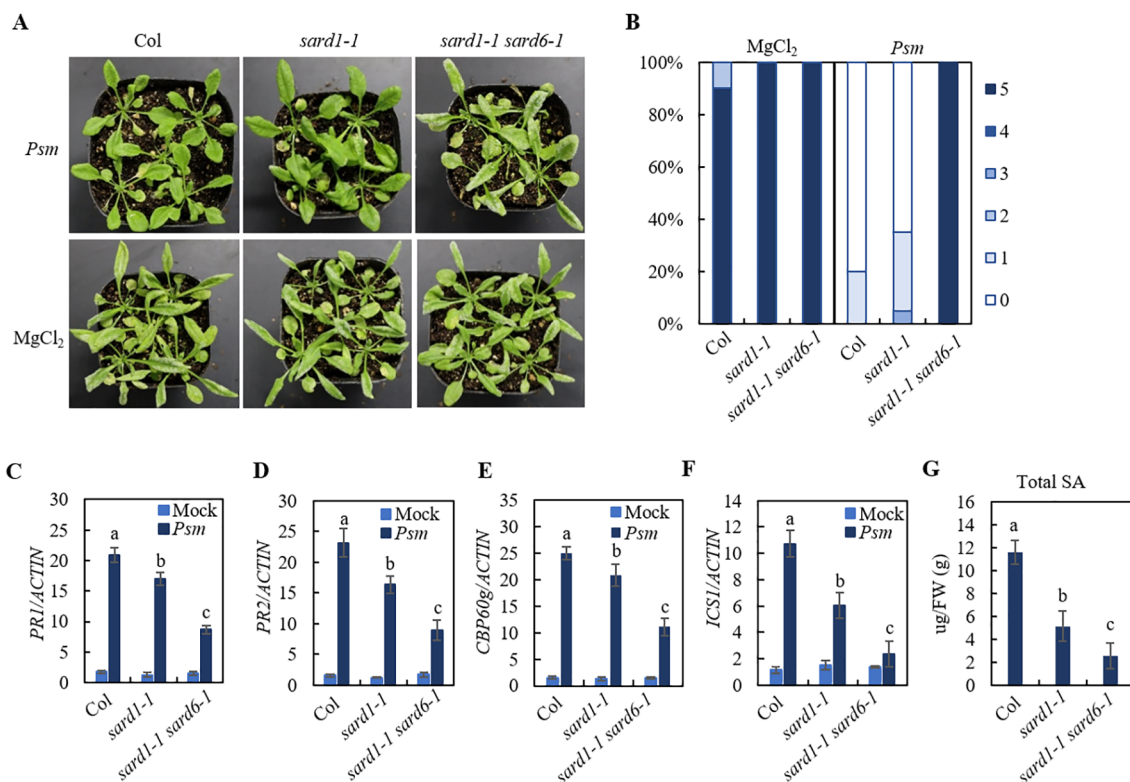 A
Col
sard1-1
sard1-1 sard6-1
Psm
MgCl2
B
MgCl2
Psm
100%
80%
60%
40%
20%
0%
Col
sard1-1
sard1-1 sard6-1
Col
sard1-1
sard1-1 sard6-1
5
4
3
2
1
0
C
PR1/ACTIN
30
25
20
15
10
5
0
Mock
Psm
a
b
c
Col
sard1-1
sard1-1 sard6-1
D
PR2/ACTIN
30
25
20
15
10
5
0
Mock
Psm
a
b
c
Col
sard1-1
sard1-1 sard6-1
E
CBP60g/ACTIN
35
30
25
20
15
10
5
0
Mock
Psm
a
b
c
Col
sard1-1
sard1-1 sard6-1
F
ICS1/ACTIN
14
12
10
8
6
4
2
0
Mock
Psm
a
b
c
Col
sard1-1
sard1-1 sard6-1
G
Total SA
ug/FW (g)
16
14
12
10
8
6
4
2
0
a
b
c
Col
sard1-1
sard1-1 sard6-1